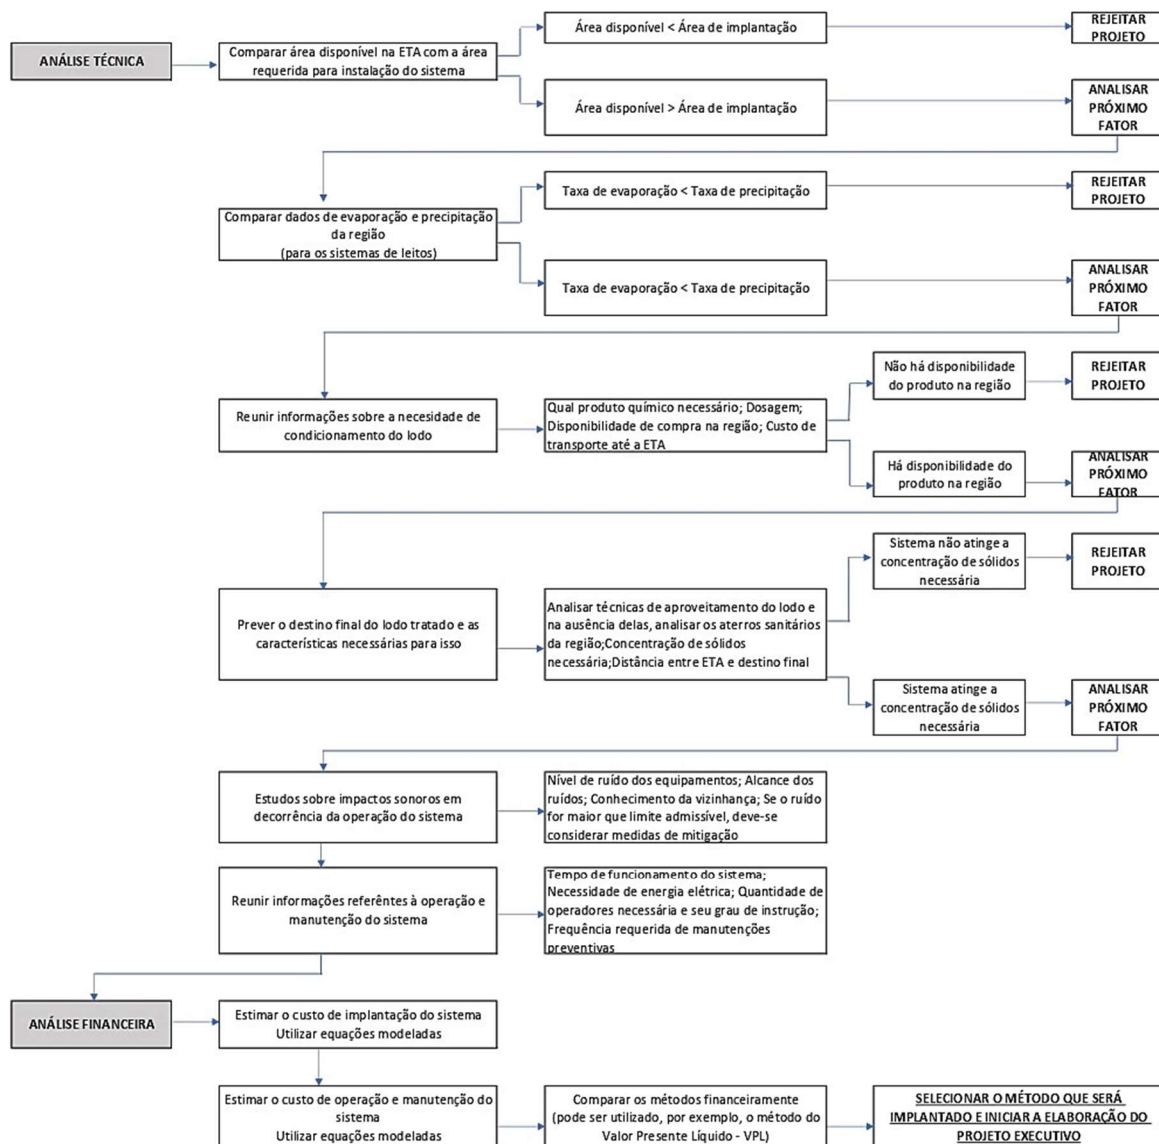 ANÁLISE TÉCNICA
Comparar área disponível na ETA com a área
requerida para instalação do sistema
Área disponível < Área de implantação
REJEITAR
PROJETO
Área disponível > Área de implantação
ANALISAR
PRÓXIMO
FATOR
Comparar dados de evaporação e precipitação
da região
(para os sistemas de leitos)
Taxa de evaporação < Taxa de precipitação
REJEITAR
PROJETO
Taxa de evaporação < Taxa de precipitação
ANALISAR
PRÓXIMO
FATOR
Reunir informações sobre a necesidade de
condicionamento do lodo
Qual produto químico necessário; Dosagem;
Disponibilidade de compra na região; Custo de
transporte até a ETA
Não há disponibilidade
do produto na região
REJEITAR
PROJETO
Há disponibilidade do
produto na região
ANALISAR
PRÓXIMO
FATOR
Prever o destino final do lodo tratado e as
características necessárias para isso
Analisar técnicas de aproveitamento do lodo e
na ausência delas, analisar os aterros sanitários
da região;Concentração de sólidos
necessária;Distância entre ETA e destino final
Sistema não atinge a
concentração de sólidos
necessária
REJEITAR
PROJETO
Sistema atinge a
concentração de sólidos
necessária
ANALISAR
PRÓXIMO
FATOR
Estudos sobre impactos sonoros em
decorrência da operação do sistema
Nível de ruído dos equipamentos; Alcance dos
ruídos; Conhecimento da vizinhança; Se o ruído
for maior que limite admissível, deve-se
considerar medidas de mitigação
Reunir informações referêntes à operação e
manutenção do sistema
Tempo de funcionamento do sistema;
Necessidade de energia elétrica; Quantidade de
operadores necessária e seu grau de instrução;
Frequência requerida de manutenções
preventivas
ANÁLISE FINANCEIRA
Estimar o custo de implantação do sistema
Utilizar equações modeladas
Estimar o custo de operação e manutenção do
sistema
Utilizar equações modeladas
Comparar os métodos financeiramente
(pode ser utilizado, por exemplo, o método do
Valor Presente Líquido - VPL)
SELECIONAR O MÉTODO QUE SERÁ
IMPLANTADO E INICIAR A ELABORAÇÃO DO
PROJETO EXECUTIVO